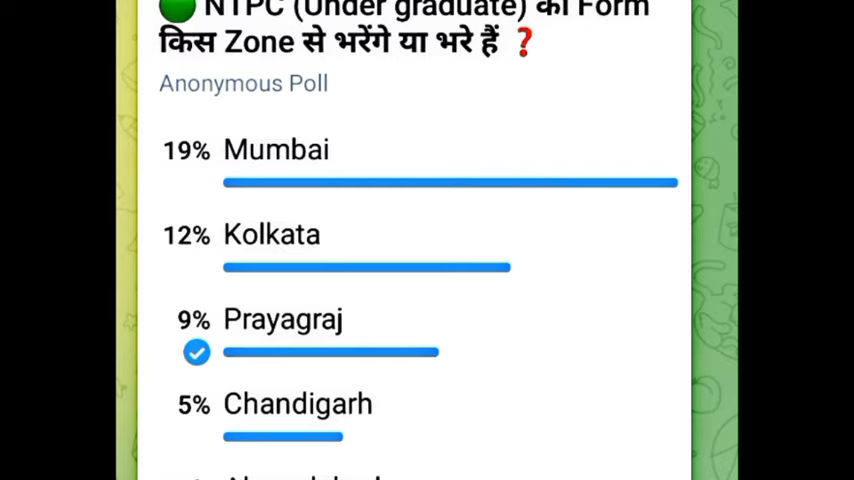 NTPC (Under graduate) का Form
किस Zone से भरेंगे या भरे हैं ❓
Anonymous Poll
19% Mumbai
12% Kolkata
9% Prayagraj
5% Chandigarh